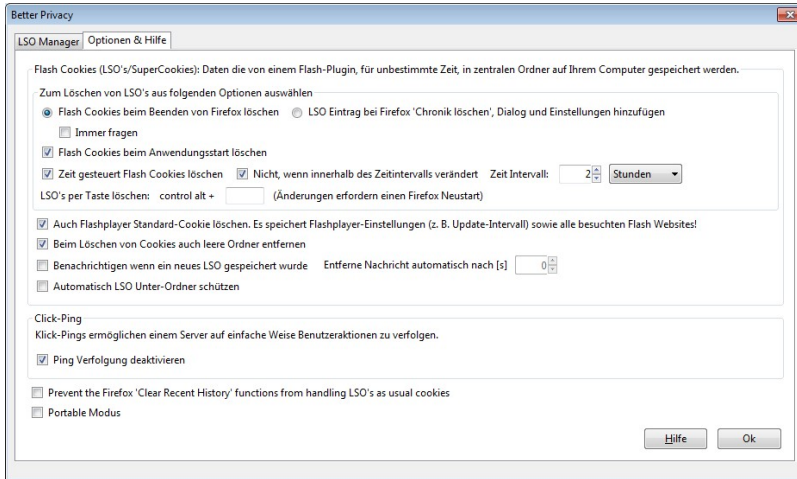 Better Privacy
LSO Manager Optionen & Hilfe
Flash Cookies (LSO's/SuperCookies): Daten die von einem Flash-Plugin, für unbestimmte Zeit, in zentralen Ordner auf Ihrem Computer gespeichert werden.
Zum Löschen von LSO's aus folgenden Optionen auswählen
Flash Cookies beim Beenden von Firefox löschen LSO Eintrag bei Firefox 'Chronik löschen', Dialog und Einstellungen hinzufügen
Immer fragen
Flash Cookies beim Anwendungsstart löschen
Zeit gesteuert Flash Cookies löschen Nicht, wenn innerhalb des Zeitintervalls verändert Zeit Intervall: 2 Stunden
LSO's per Taste löschen: control alt + (Änderungen erfordern einen Firefox Neustart)
Auch Flashplayer Standard-Cookie löschen. Es speichert Flashplayer-Einstellungen (z. B. Update-Intervall) sowie alle besuchten Flash Websites!
Beim Löschen von Cookies auch leere Ordner entfernen
Benachrichtigen wenn ein neues LSO gespeichert wurde Entferne Nachricht automatisch nach [s] 0
Automatisch LSO Unter-Ordner schützen
Click-Ping
Klick-Pings ermöglichen einem Server auf einfache Weise Benutzeraktionen zu verfolgen.
Ping Verfolgung deaktivieren
Prevent the Firefox 'Clear Recent History' functions from handling LSO's as usual cookies
Portable Modus
Hilfe Ok